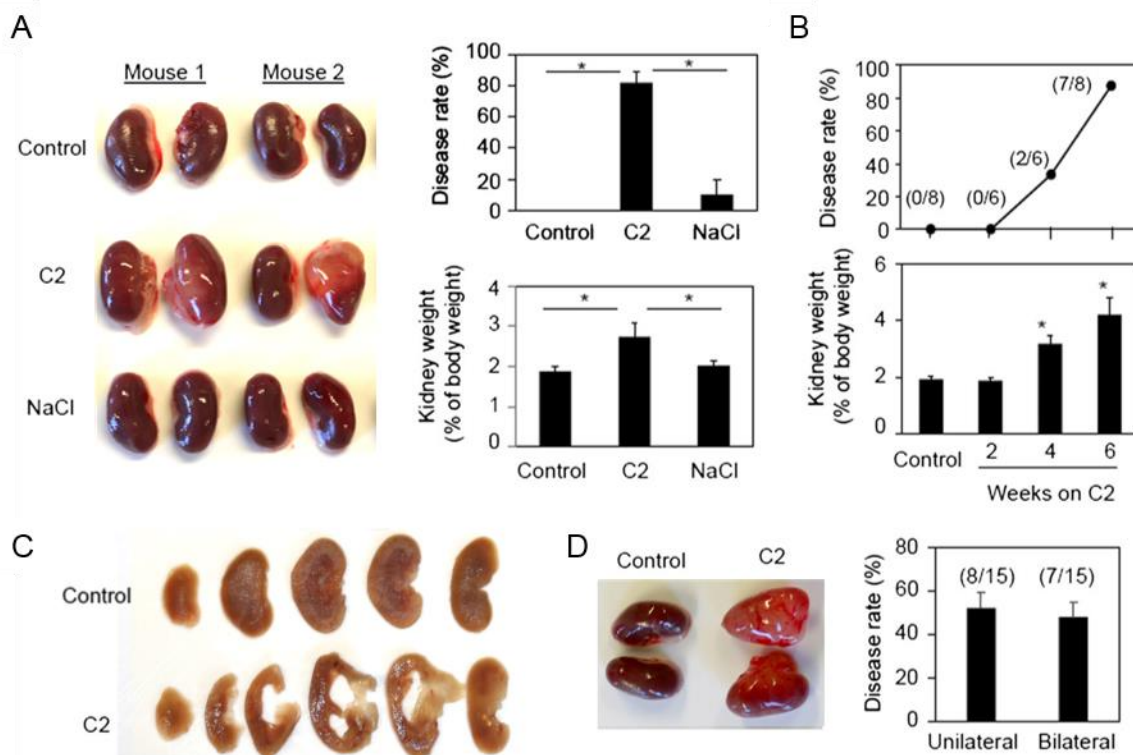 A
Mouse 1
Mouse 2
Control
C2
NaCl
Disease rate (%)
100
80
60
40
20
0
*
*
Control
C2
NaCl
Kidney weight
(% of body weight)
4
3
2
1
0
*
*
Control
C2
NaCl
B
Disease rate (%)
100
80
60
40
20
0
(0/8)
(0/6)
(2/6)
(7/8)
Kidney weight
(% of body weight)
6
4
2
0
*
*
Control
2
4
6
Weeks on C2
C
Control
C2
D
Control
C2
Disease rate (%)
80
60
40
20
0
(8/15)
(7/15)
Unilateral
Bilateral